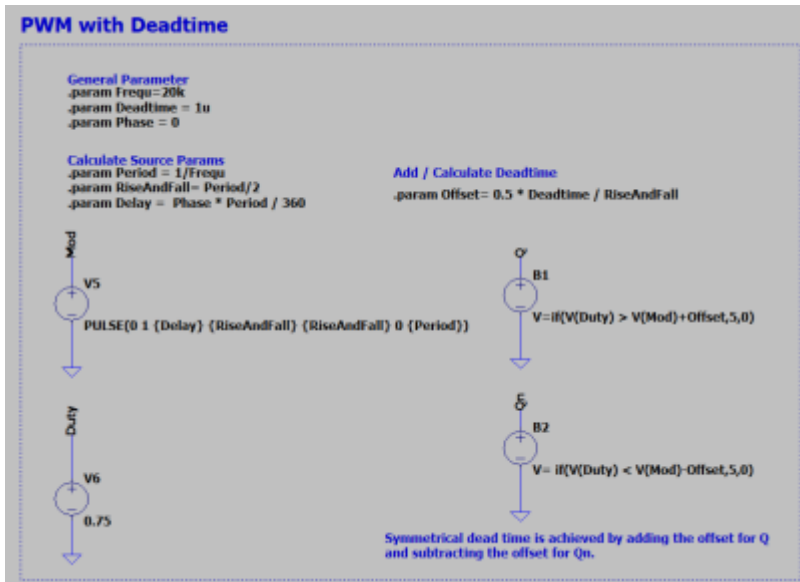 PWM with Deadtime
General Parameter
.param Frequ=20k
.param Deadtime = 1u
.param Phase = 0
Calculate Source Params
.param Period = 1/Frequ
.param RiseAndFall= Period/2
.param Delay = Phase * Period / 360
Add / Calculate Deadtime
.param Offset= 0.5 * Deadtime / RiseAndFall
Mod
V5
PULSE(0 1 {Delay} {RiseAndFall} {RiseAndFall} 0 {Period})
Q
B1
V=if(V(Duty) > V(Mod)+Offset,5,0)
Duty
V6
0.75
B2
V= if(V(Duty) < V(Mod)-Offset,5,0)
Symmetrical dead time is achieved by adding the offset for Q
and subtracting the offset for Qn.